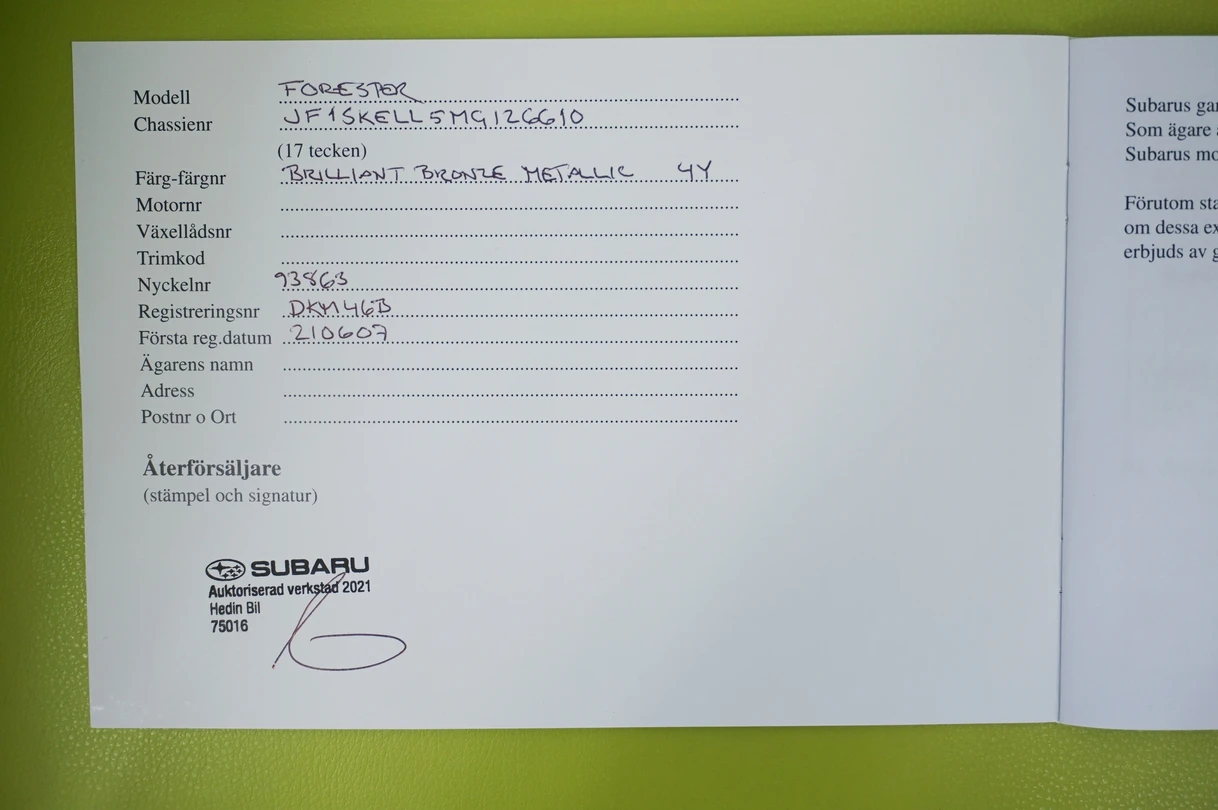 Modell FORESTER
Chassienr JF1SKELL5MG126610
(17 tecken)
Färg-färgnr BRILLIANT BRONZE METALLIC 4Y
Motornr
Växellådsnr
Trimkod
Nyckelnr 93863
Registreringsnr DKM46B
Första reg.datum 210607
Ägarens namn
Adress
Postnr o Ort
Återförsäljare
(stämpel och signatur)
SUBARU
Auktoriserad verkstad 2021
Hedin Bil
75016
Subarus gar
Som ägare
Subarus mo
Förutom sta
om dessa ex
erbjuds av g